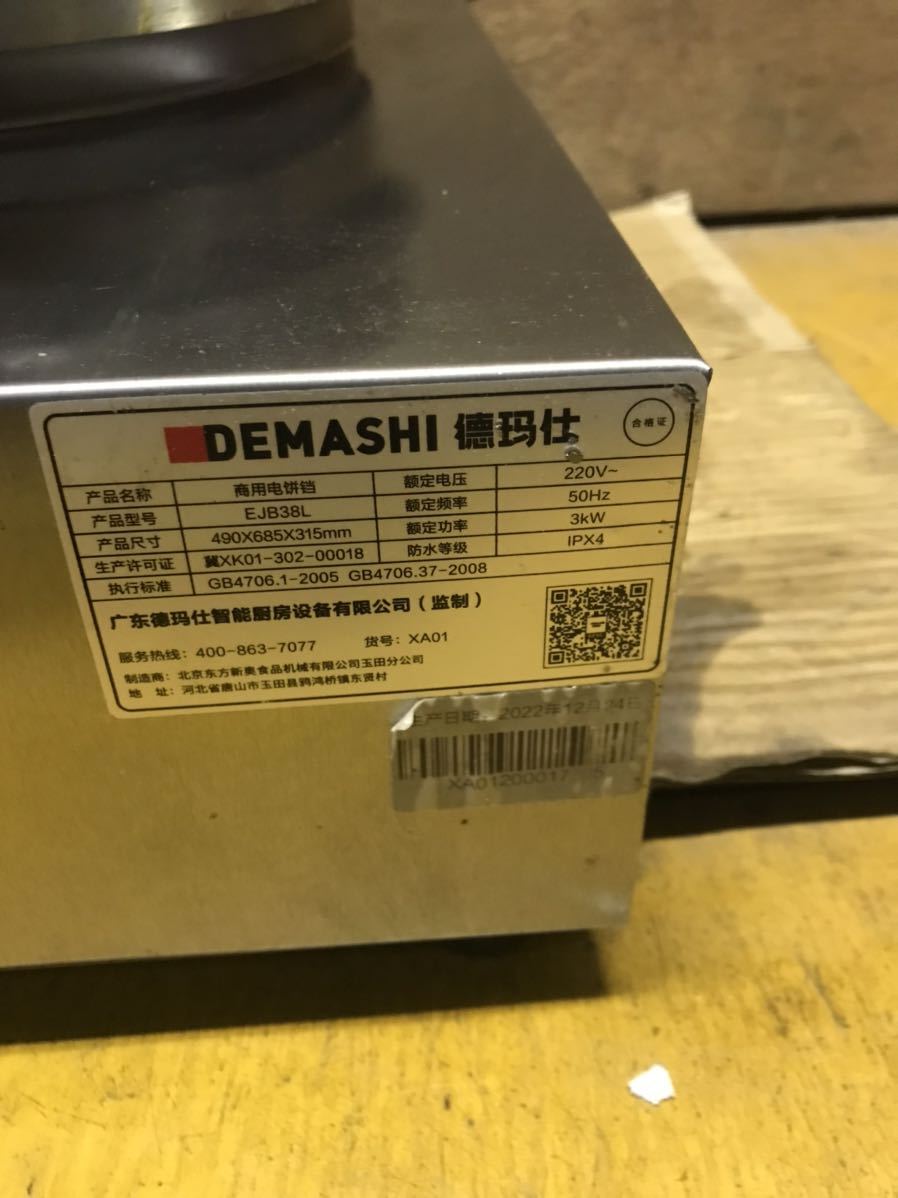 DEMASHI 德玛仕
合格证
产品名称 商用电饼铛 额定电压 220V~
产品型号 EJB38L 额定频率 50Hz
产品尺寸 490X685X315mm 额定功率 3kW
生产许可证 冀XK01-302-00018 防水等级 IPX4
执行标准 GB4706.1-2005 GB4706.37-2008
广东德玛仕智能厨房设备有限公司（监制）
服务热线：400-863-7077 货号：XA01
制造商：北京东方新奥食品机械有限公司玉田分公司
地 址：河北省唐山市玉田县鸦鸿桥镇东贤村
生产日期：2022年12月24日
XA01200017